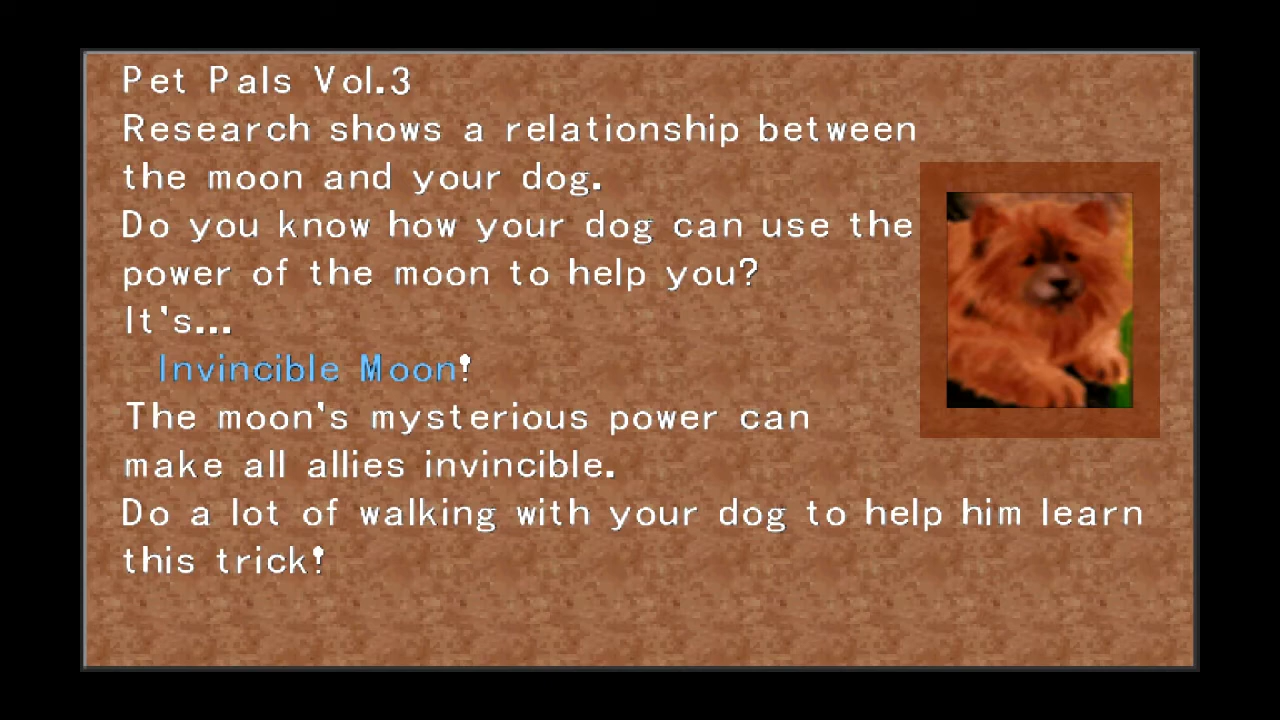 Pet Pals Vol.3
Research shows a relationship between
the moon and your dog.
Do you know how your dog can use the
power of the moon to help you?
It's...
Invincible Moon!
The moon's mysterious power can
make all allies invincible.
Do a lot of walking with your dog to help him learn
this trick!